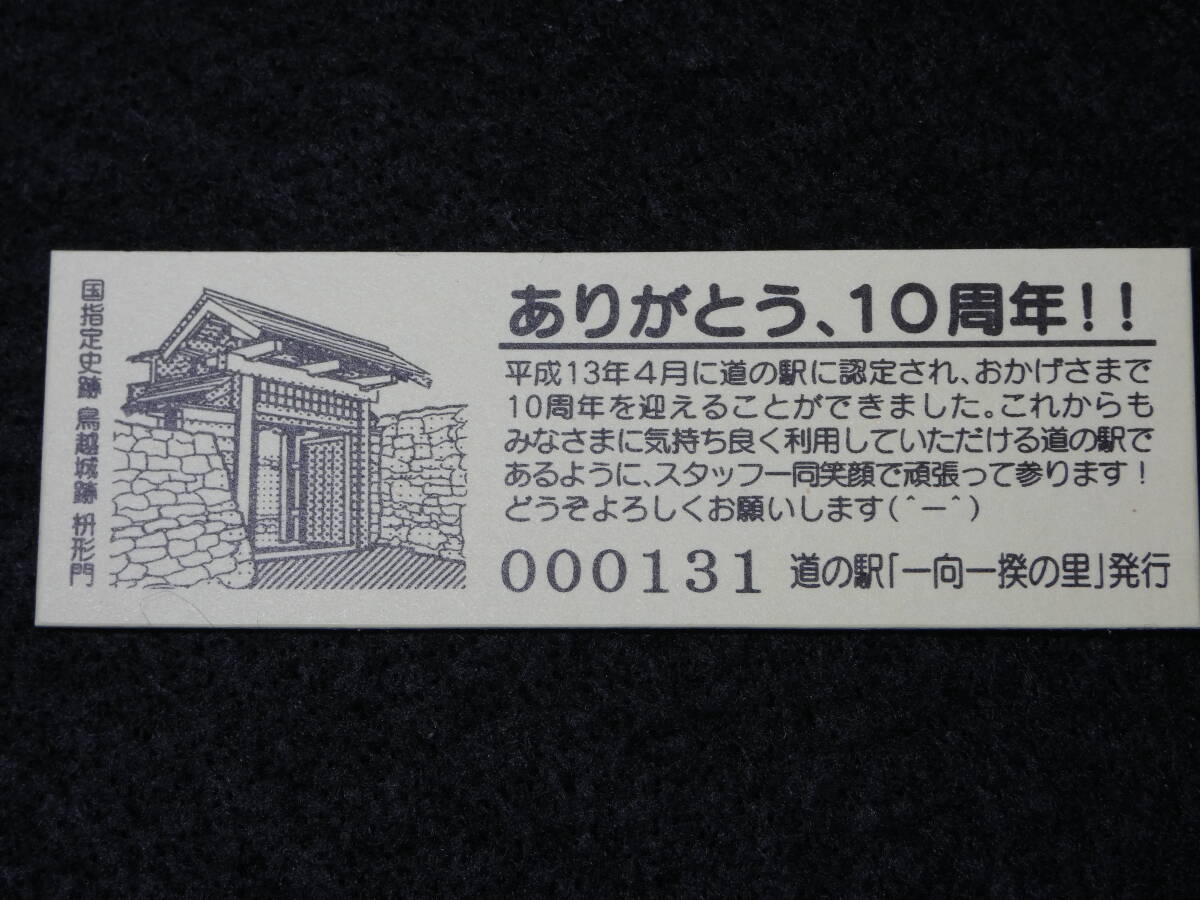 国指定史跡 鳥越城跡 枡形門
ありがとう、10周年!!
平成13年4月に道の駅に認定され、おかげさまで
10周年を迎えることができました。これからも
みなさまに気持ち良く利用していただける道の駅で
あるように、スタッフ一同笑顔で頑張って参ります!
どうぞよろしくお願いします(^ー^)
000131 道の駅「一向一揆の里」発行